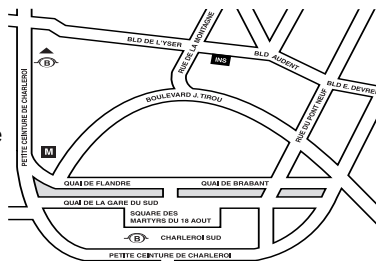 BLD DE L'YSER
RUE DE LA MONTAGNE
INS
BLD AUDENT
BLD E. DEVREU
B
PETITE CEINTURE DE CHARLEROI
BOULEVARD J. TIROU
RUE DU PONT NEUF
M
QUAI DE FLANDRE
QUAI DE BRABANT
QUAI DE LA GARE DU SUD
SQUARE DES
MARTYRS DU 18 AOUT
B
CHARLEROI SUD
PETITE CEINTURE DE CHARLEROI